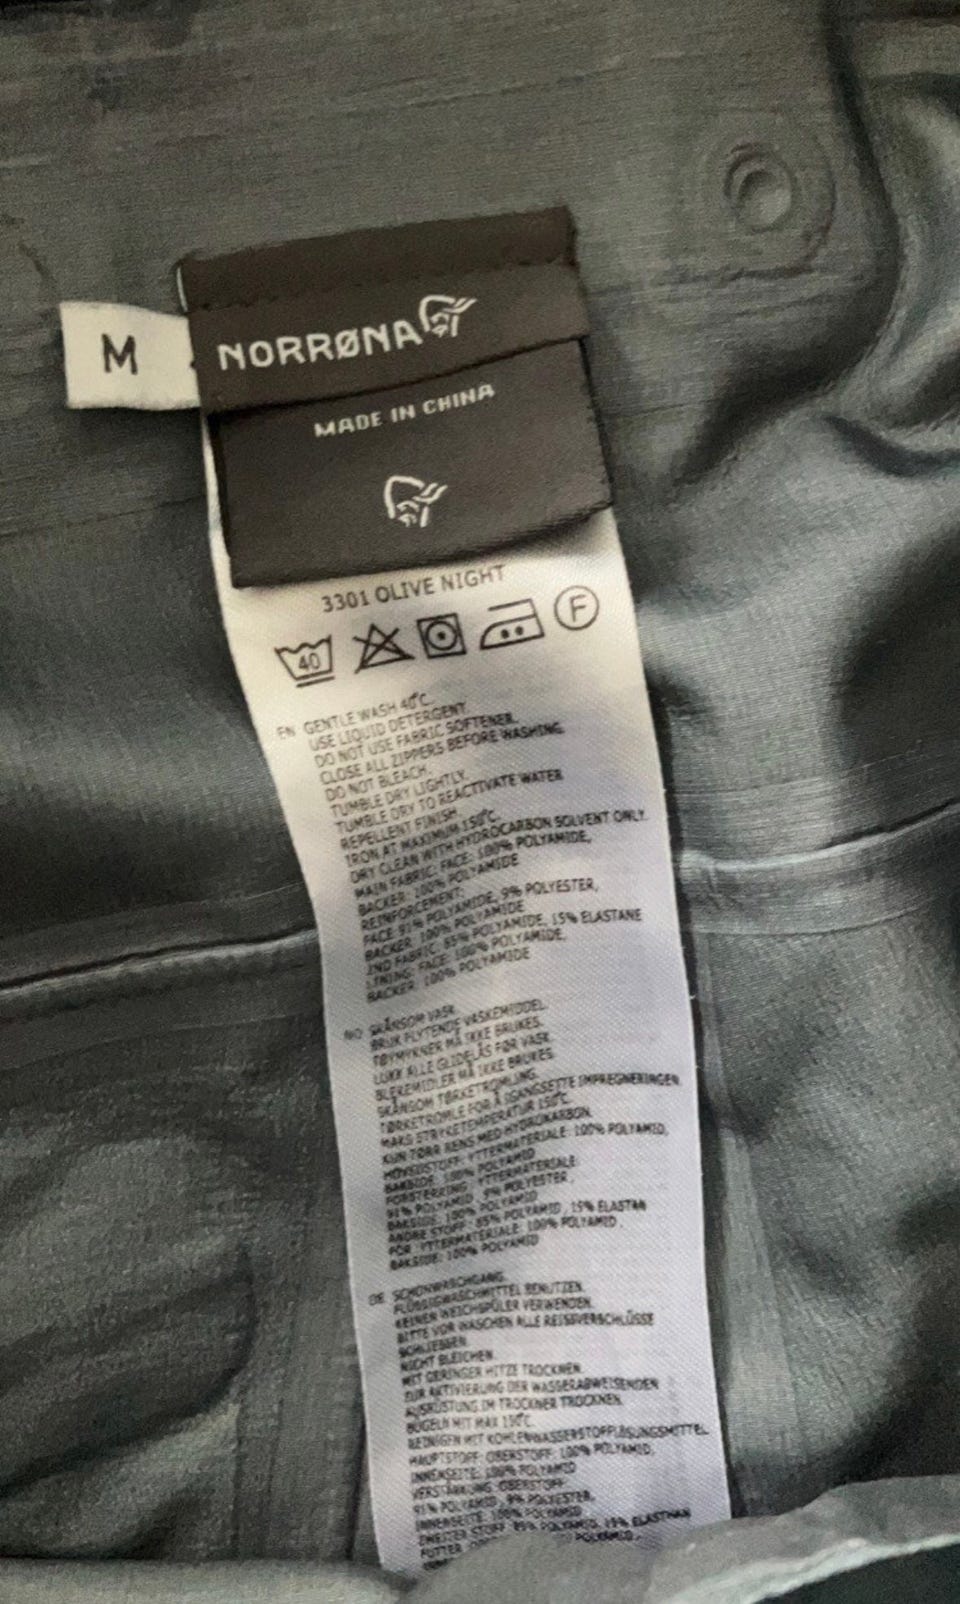 M
NORRØNA
MADE IN CHINA
3301 OLIVE NIGHT
40
F
EN GENTLE WASH 40°C.
USE LIQUID DETERGENT.
DO NOT USE FABRIC SOFTENER.
CLOSE ALL ZIPPERS BEFORE WASHING.
DO NOT BLEACH.
TUMBLE DRY LIGHTLY.
TUMBLE DRY TO REACTIVATE WATER
REPELLENT FINISH.
IRON AT MAXIMUM 150°C.
DRY CLEAN WITH HYDROCARBON SOLVENT ONLY.
MAIN FABRIC: FACE: 100% POLYAMIDE,
BACKER: 100% POLYAMIDE
REINFORCEMENT:
FACE: 91% POLYAMIDE, 9% POLYESTER,
BACKER: 100% POLYAMIDE
2ND FABRIC: 85% POLYAMIDE, 15% ELASTANE
LINING: FACE: 100% POLYAMIDE,
BACKER: 100% POLYAMIDE
NO SKÅNSOM VASK.
BRUK FLYTENDE VASKEMIDDEL.
TØYMYKNER MÅ IKKE BRUKES.
LUKK ALLE GLIDELÅS FØR VASK.
BLEKEMIDLER MÅ IKKE BRUKES.
SKÅNSOM TØRKETROMLING.
TØRKETROMLE FOR Å IGANGSETTE IMPREGNERINGEN.
MAKS STRYKETEMPERATUR 150°C.
KUN TØRR RENS MED HYDROKARBON.
HOVEDSTOFF: YTTERMATERIALE: 100% POLYAMID,
BAKSIDE: 100% POLYAMID
FORSTERKING: YTTERMATERIALE:
91% POLYAMID, 9% POLYESTER,
BAKSIDE: 100% POLYAMID
ANDRE STOFF: 85% POLYAMID, 15% ELASTAN
FÔR: YTTERMATERIALE: 100% POLYAMID,
BAKSIDE: 100% POLYAMID
DE SCHONWASCHGANG.
FLÜSSIGWASCHMITTEL BENUTZEN.
KEINEN WEICHSPÜLER VERWENDEN.
BITTE VOR WASCHEN ALLE REISSVERSCHLÜSSE
SCHLIESSEN.
NICHT BLEICHEN.
MIT GERINGER HITZE TROCKNEN.
ZUR AKTIVIERUNG DER WASSERABWEISENDEN
AUSRÜSTUNG IM TROCKNER TROCKNEN.
BÜGELN MIT MAX 150°C.
REINIGEN MIT KOHLENWASSERSTOFFLÖSUNGSMITTEL.
HAUPTSTOFF: OBERSTOFF: 100% POLYAMID,
INNENSEITE: 100% POLYAMID
VERSTÄRKUNG: OBERSTOFF:
91% POLYAMID, 9% POLYESTER,
INNENSEITE: 100% POLYAMID
ZWEITER STOFF: 85% POLYAMID, 15% ELASTHAN
FUTTER: POLYAMID,